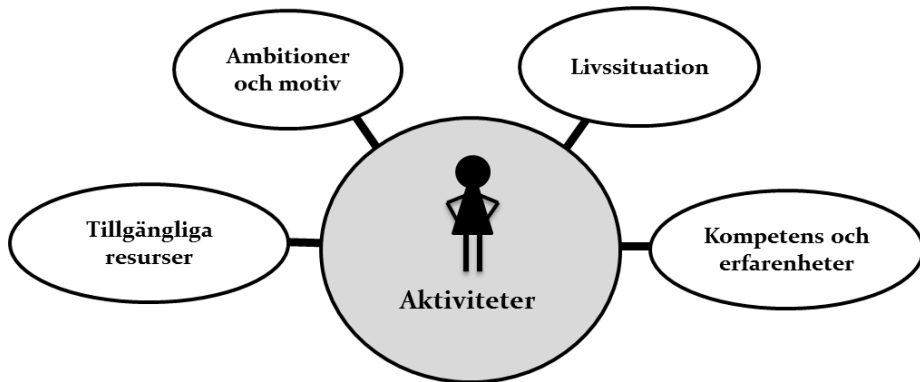 Ambitioner
och motiv
Livssituation
Tillgängliga
resurser
Kompetens och
erfarenheter
Aktiviteter